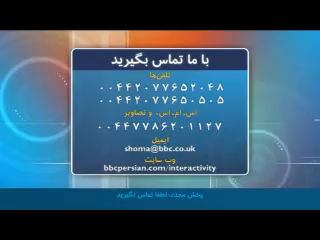 با ما تماس بگیرید
تلفن‌ها
۰۰۴۴۲۰۷۷۶۵۲۰۴۸
۰۰۴۴۲۰۷۷۶۵۰۵۰۵
اس.ام.اس. و تصاویر
۰۰۴۴۷۷۸۶۲۰۱۱۲۷
ایمیل
shoma@bbc.co.uk
وب سایت
bbcpersian.com/interactivity
پخش مجدد: لطفا تماس نگیرید